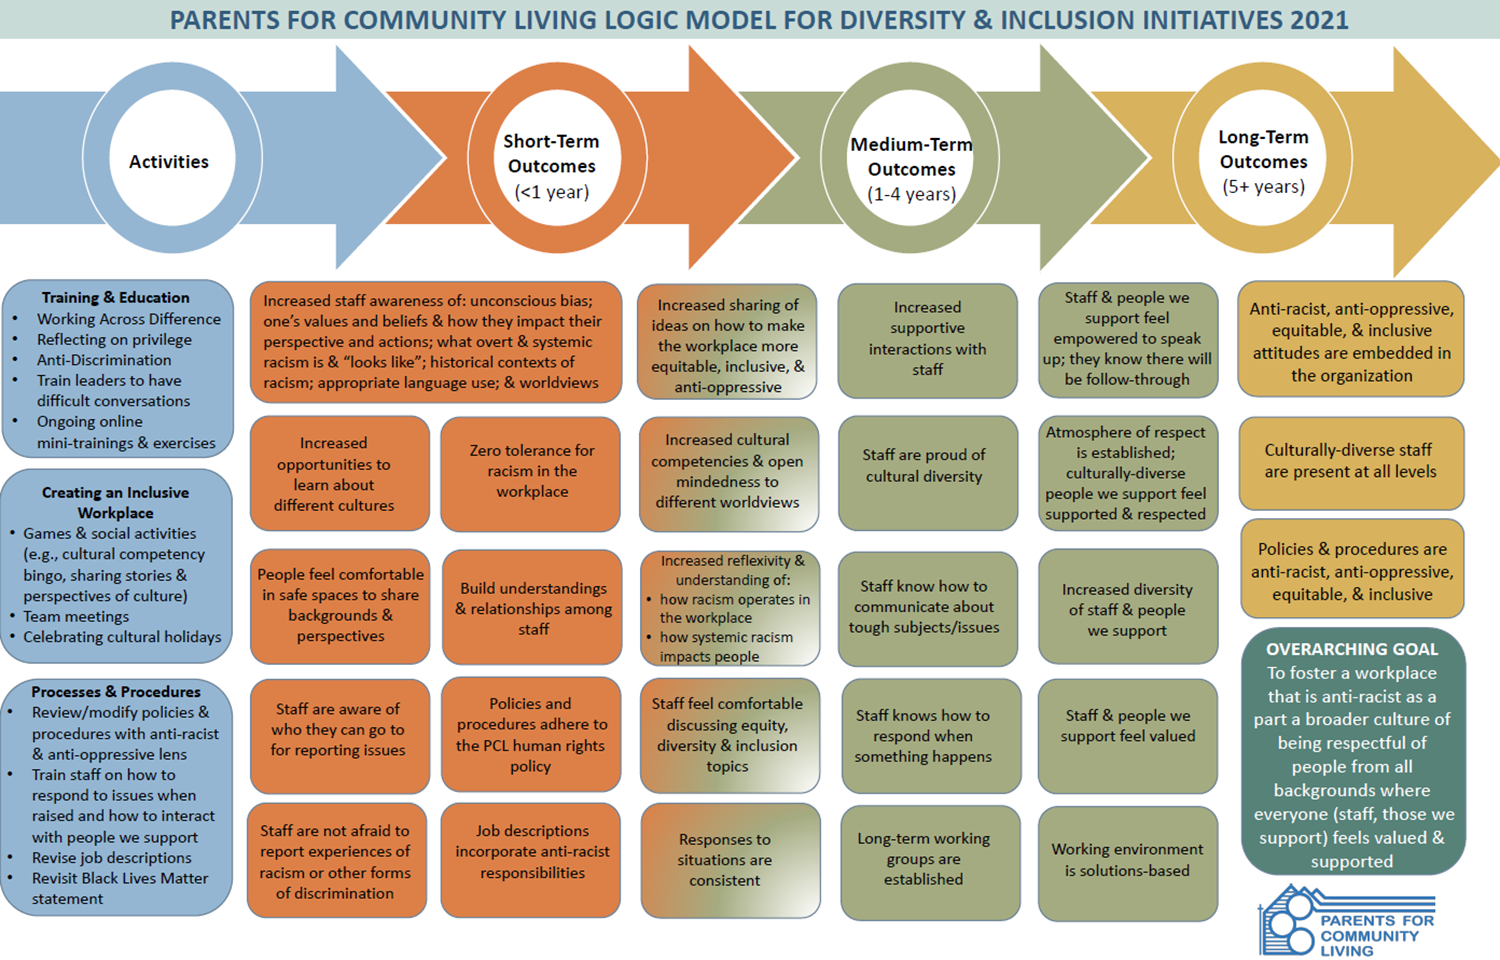 PARENTS FOR COMMUNITY LIVING LOGIC MODEL FOR DIVERSITY & INCLUSION INITIATIVES 2021
Activities
Short-Term
Outcomes
(<1 year)
Medium-Term
Outcomes
(1-4 years)
Long-Term
Outcomes
(5+ years)
Training & Education
• Working Across Difference
• Reflecting on privilege
• Anti-Discrimination
• Train leaders to have
difficult conversations
• Ongoing online
mini-trainings & exercises
Creating an Inclusive
Workplace
• Games & social activities
(e.g., cultural competency
bingo, sharing stories &
perspectives of culture)
• Team meetings
• Celebrating cultural holidays
Processes & Procedures
• Review/modify policies &
procedures with anti-racist
& anti-oppressive lens
• Train staff on how to
respond to issues when
raised and how to interact
with people we support
• Revise job descriptions
• Revisit Black Lives Matter
statement
Increased staff awareness of: unconscious bias;
one's values and beliefs & how they impact their
perspective and actions; what overt & systemic
racism is & “looks like”; historical contexts of
racism; appropriate language use; & worldviews
Increased
opportunities to
learn about
different cultures
Zero tolerance for
racism in the
workplace
People feel comfortable
in safe spaces to share
backgrounds &
perspectives
Build understandings
& relationships among
staff
Staff are aware of
who they can go to
for reporting issues
Policies and
procedures adhere to
the PCL human rights
policy
Staff are not afraid to
report experiences of
racism or other forms
of discrimination
Job descriptions
incorporate anti-racist
responsibilities
Increased sharing of
ideas on how to make
the workplace more
equitable, inclusive, &
anti-oppressive
Increased cultural
competencies & open
mindedness to
different worldviews
Increased reflexivity &
understanding of:
• how racism operates in
the workplace
• how systemic racism
impacts people
Staff feel comfortable
discussing equity,
diversity & inclusion
topics
Responses to
situations are
consistent
Increased
supportive
interactions with
staff
Staff are proud of
cultural diversity
Staff know how to
communicate about
tough subjects/issues
Staff knows how to
respond when
something happens
Long-term working
groups are
established
Staff & people we
support feel
empowered to speak
up; they know there will
be follow-through
Atmosphere of respect
is established;
culturally-diverse
people we support feel
supported & respected
Increased diversity
of staff & people
we support
Staff & people we
support feel valued
Working environment
is solutions-based
Anti-racist, anti-oppressive,
equitable, & inclusive
attitudes are embedded in
the organization
Culturally-diverse staff
are present at all levels
Policies & procedures are
anti-racist, anti-oppressive,
equitable, & inclusive
OVERARCHING GOAL
To foster a workplace
that is anti-racist as a
part a broader culture of
being respectful of
people from all
backgrounds where
everyone (staff, those we
support) feels valued &
supported
PARENTS FOR
COMMUNITY
LIVING